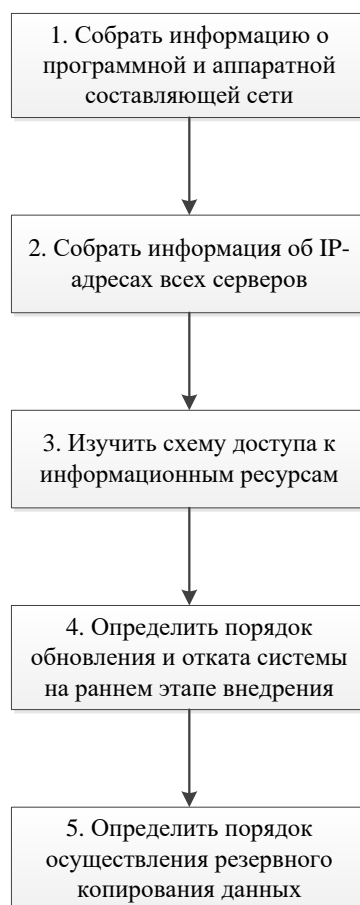 1. Собрать информацию о
программной и аппаратной
составляющей сети
2. Собрать информация об IP-
адресах всех серверов
3. Изучить схему доступа к
информационным ресурсам
4. Определить порядок
обновления и отката системы
на раннем этапе внедрения
5. Определить порядок
осуществления резервного
копирования данных